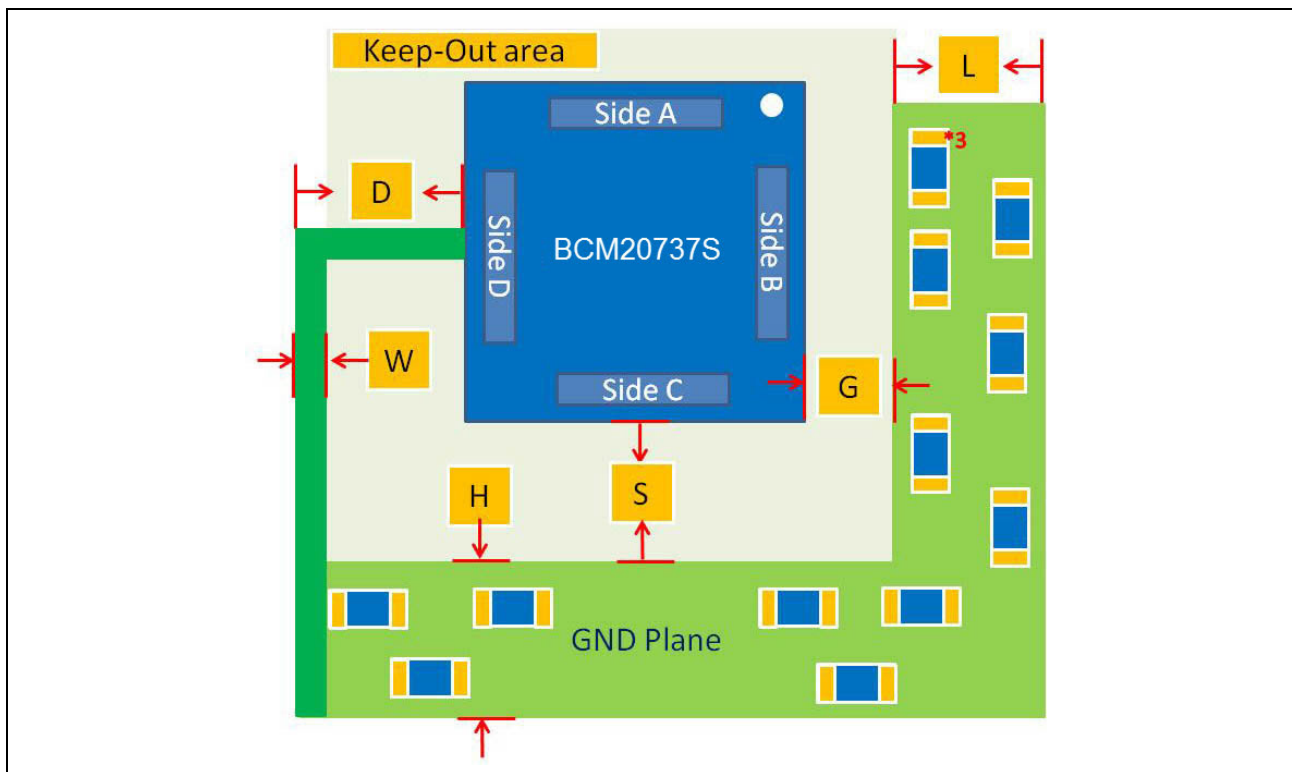 Keep-Out area
L
Side A
*3
D
Side D
BCM20737S
Side B
W
Side C
G
H
S
GND Plane